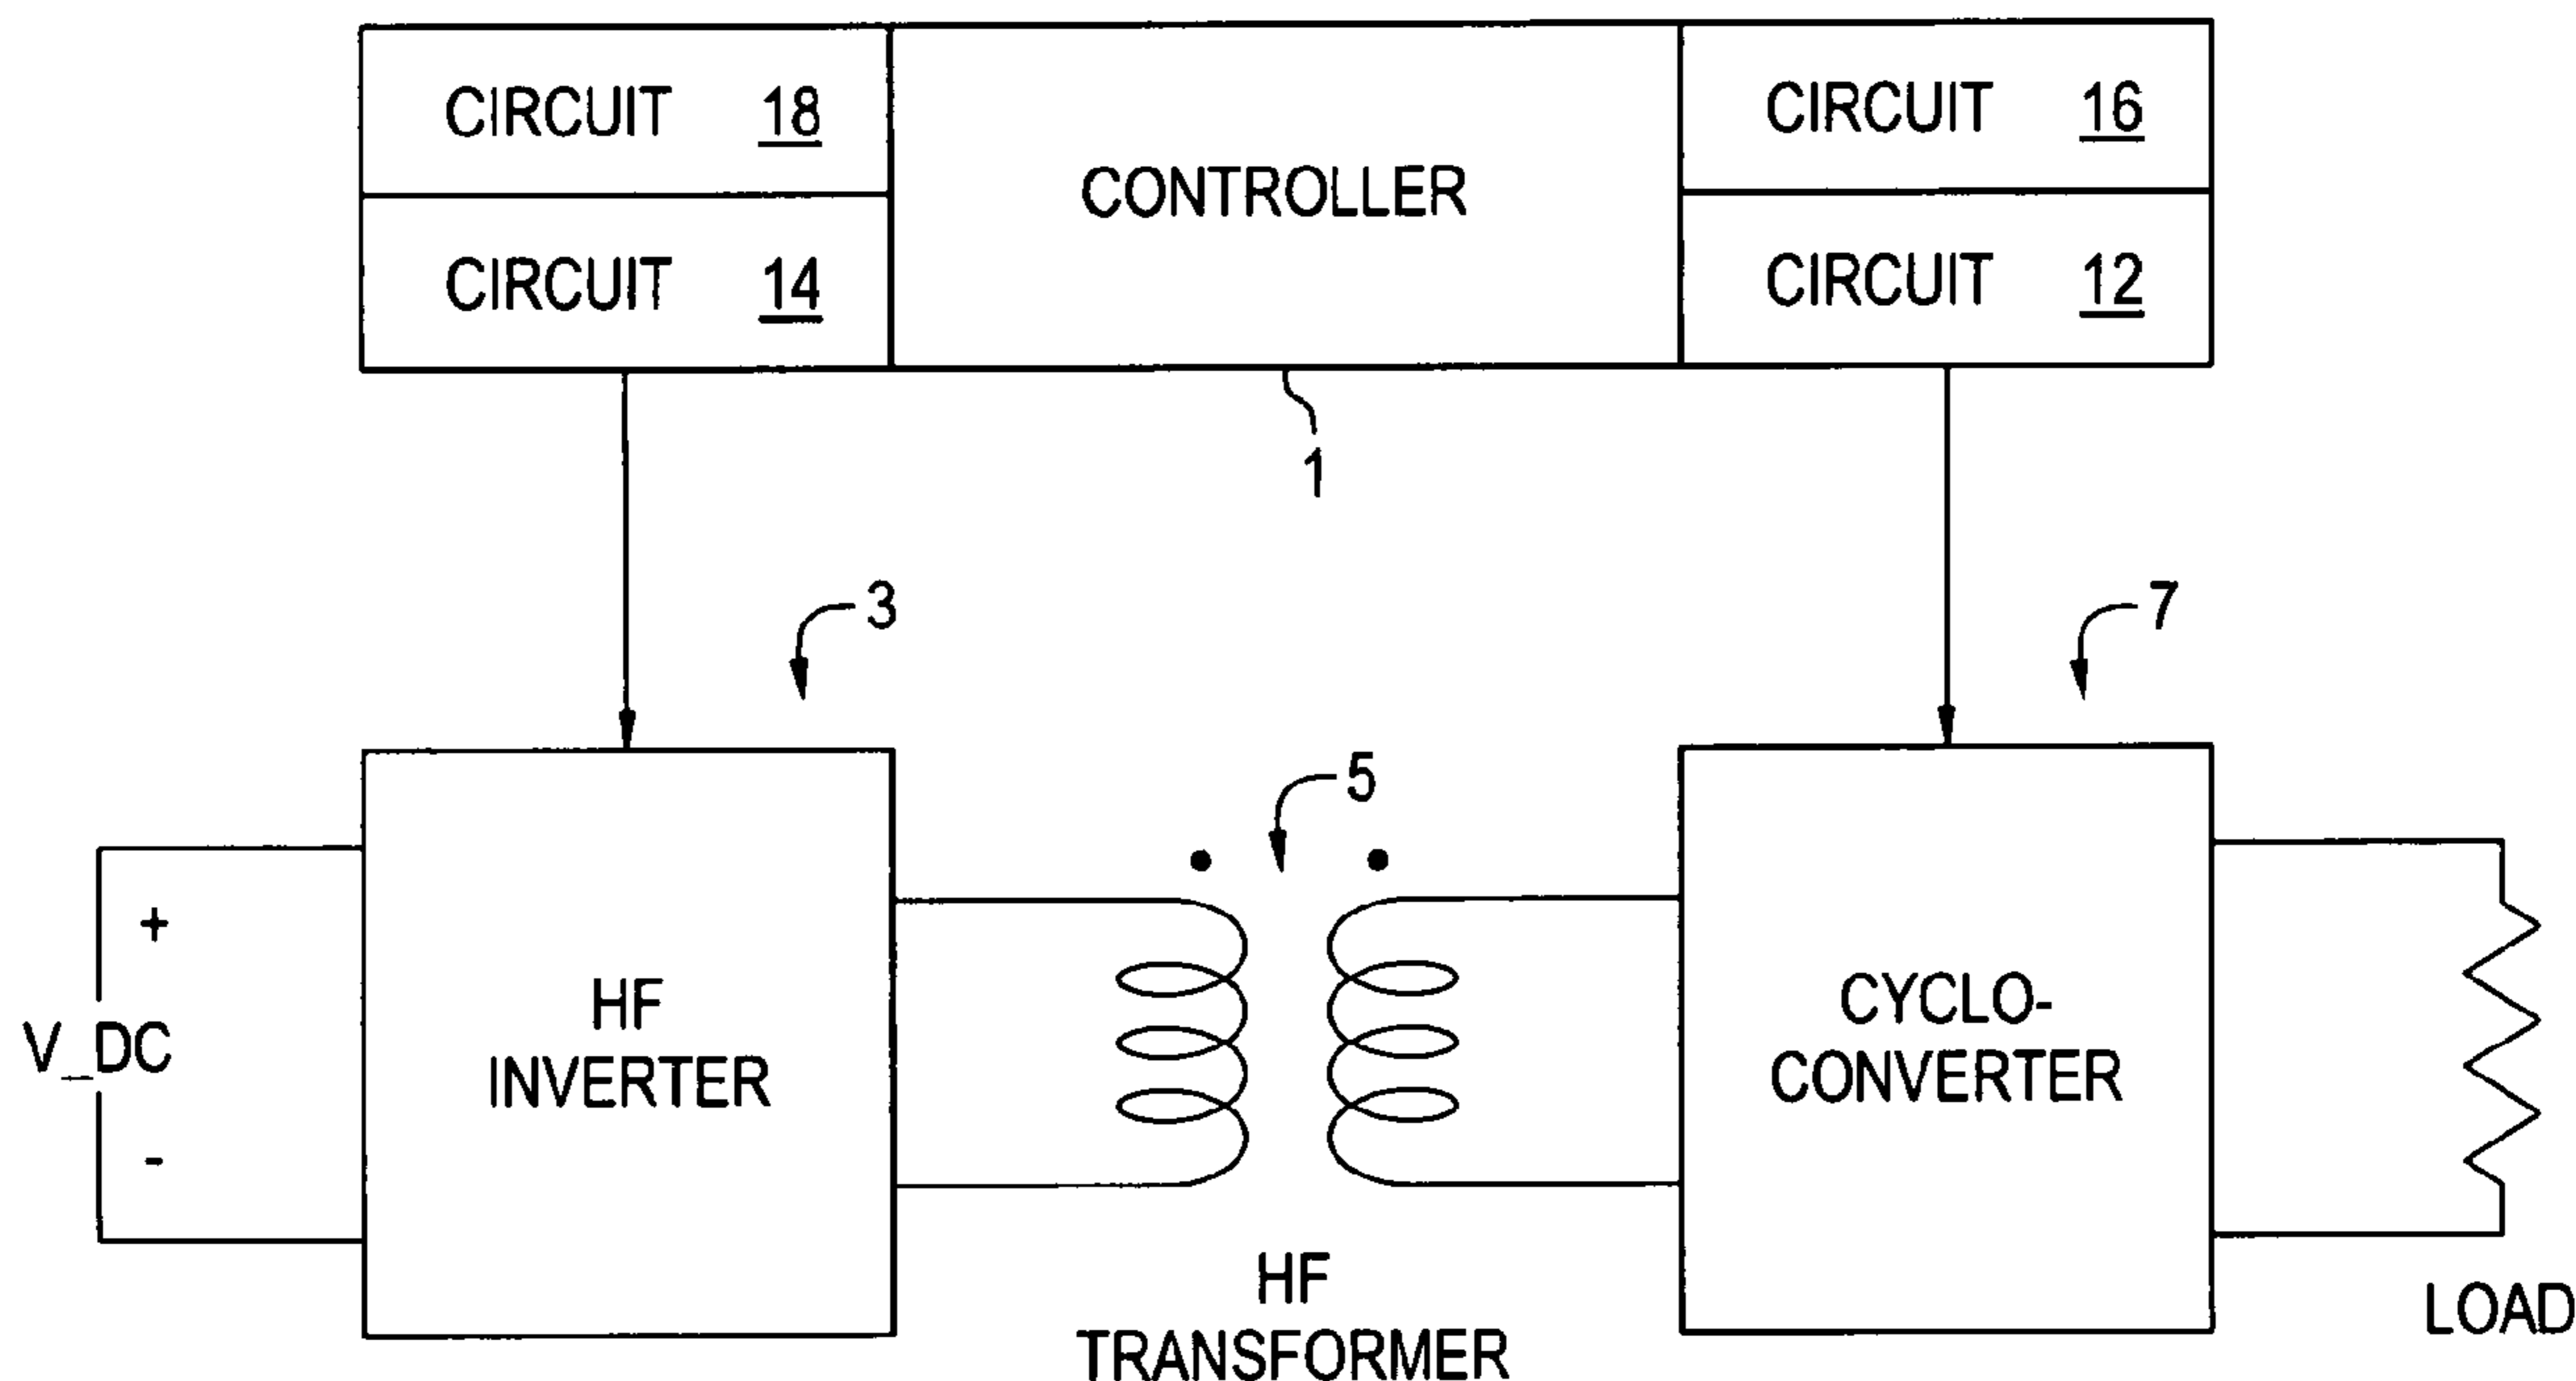 CIRCUIT 18
CONTROLLER
CIRCUIT 16
CIRCUIT 14
CIRCUIT 12
1
3
7
5
+
V_DC
-
HF
INVERTER
CYCLO-
CONVERTER
HF
TRANSFORMER
LOAD